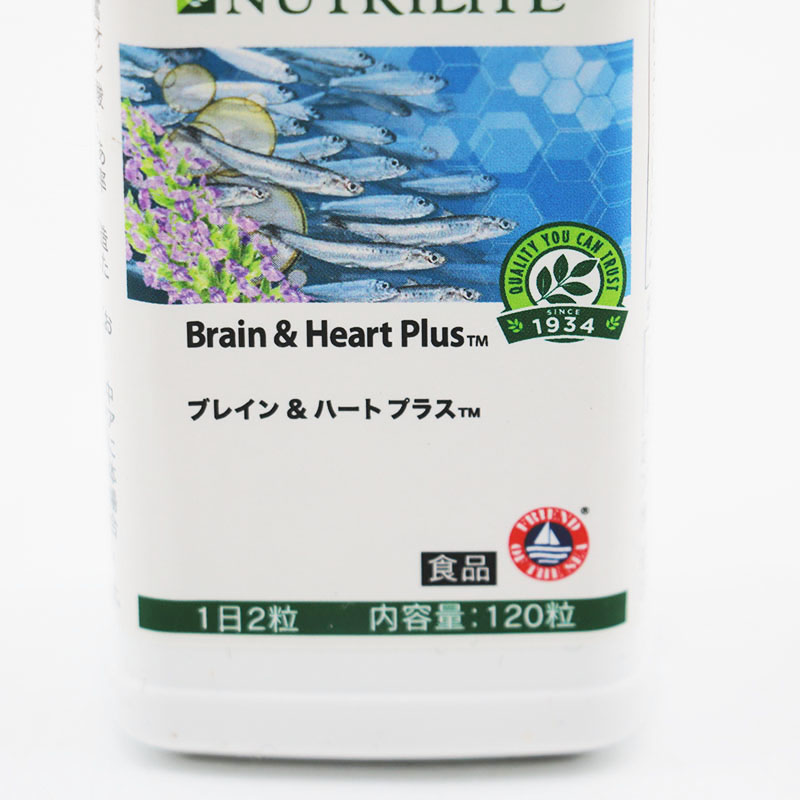 NUTRILITE
QUALITY YOU CAN TRUST
SINCE
1934
Brain & Heart Plus™
ブレイン & ハート プラス™
食品
FRIEND OF THE SEA®
1日2粒 内容量:120粒